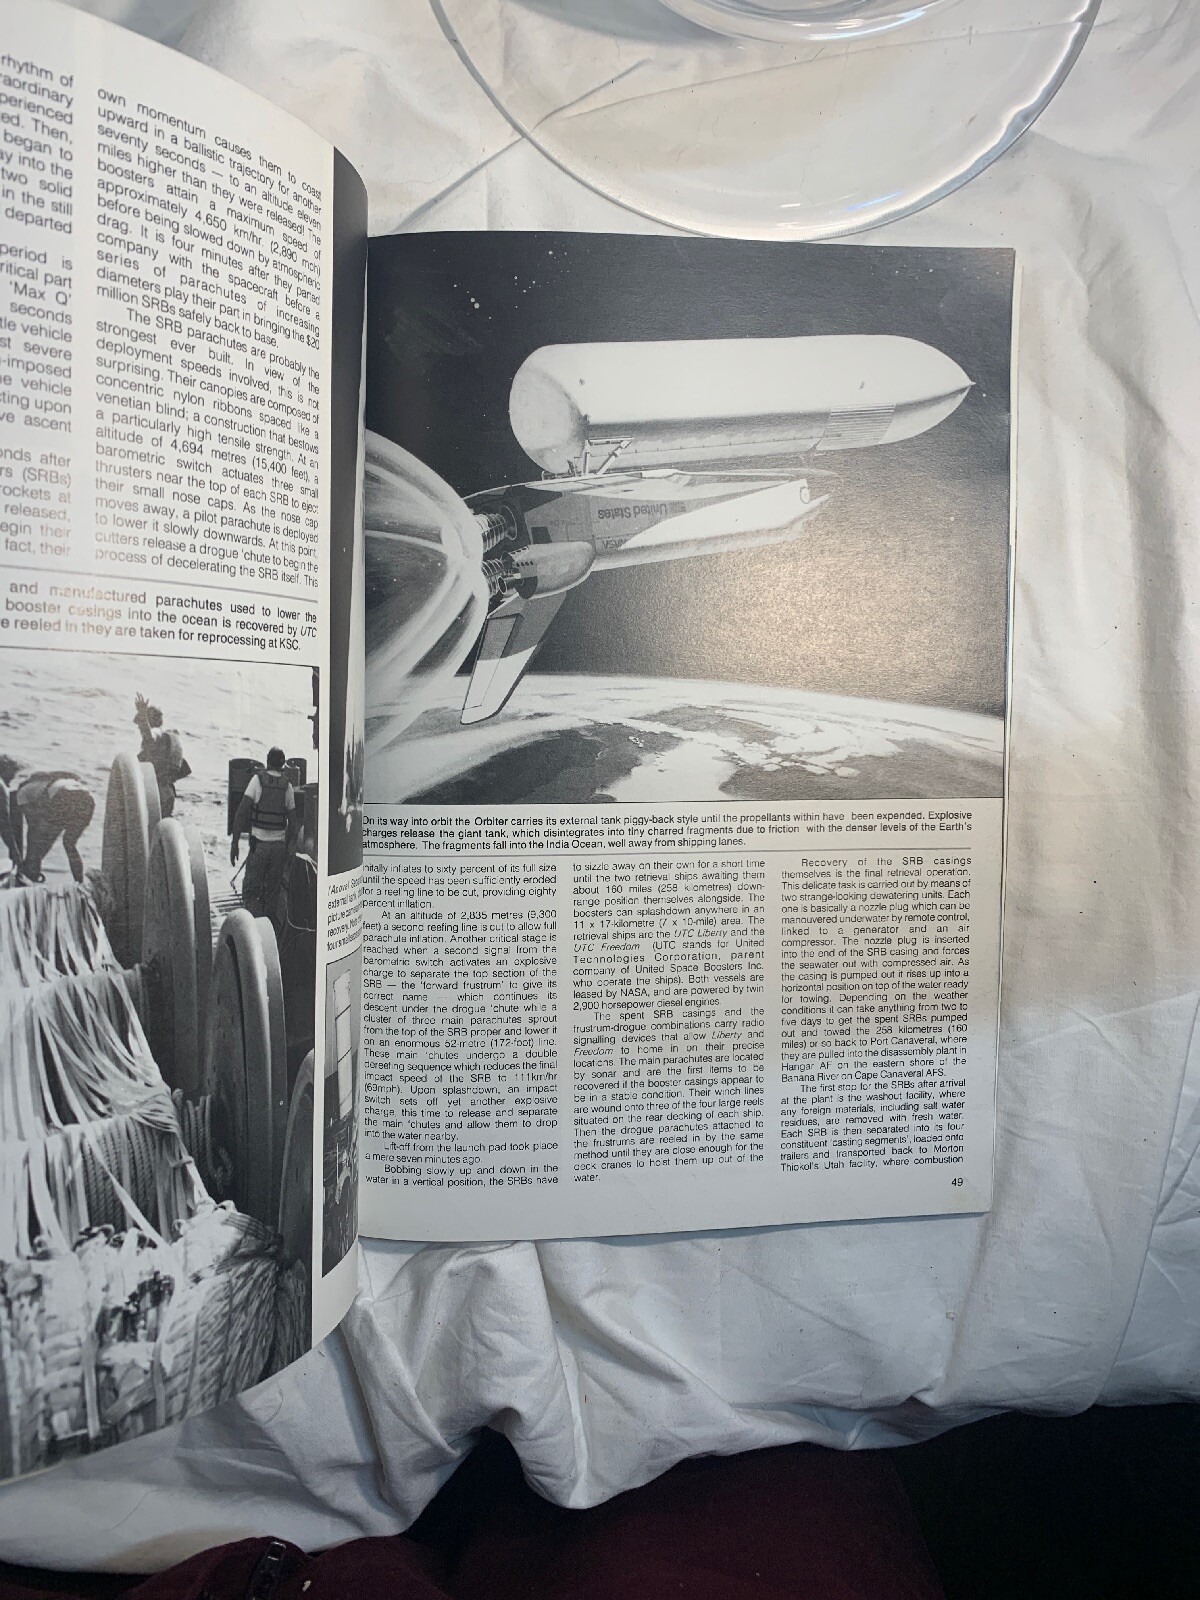 rhythm of
aordinary
perienced
ed. Then,
began to
ay into the
two solid
in the still
departed
period is
ritical part
'Max Q'
seconds
tle vehicle
st severe
-imposed
e vehicle
cting upon
ve ascent
onds after
rs (SRBs)
rockets at
released,
egin their
fact, their
own momentum causes them to coast
upward in a ballistic trajectory for another
seventy seconds — to an altitude eleven
miles higher than they were released! The
boosters attain a maximum speed of
approximately 4,650 km/hr. (2,890 mph)
before being slowed down by atmospheric
drag. It is four minutes after they parted
company with the spacecraft before a
series of parachutes of increasing
diameters play their part in bringing the $20
million SRBs safely back to base.
The SRB parachutes are probably the
strongest ever built. In view of the
deployment speeds involved, this is not
surprising. Their canopies are composed of
concentric nylon ribbons spaced like a
venetian blind; a construction that bestows
a particularly high tensile strength. At an
altitude of 4,694 metres (15,400 feet), a
barometric switch actuates three small
thrusters near the top of each SRB to eject
their small nose caps. As the nose cap
moves away, a pilot parachute is deployed
to lower it slowly downwards. At this point,
cutters release a drogue 'chute to begin the
process of decelerating the SRB itself. This
and manufactured parachutes used to lower the
booster casings into the ocean is recovered by UTC
e reeled in they are taken for reprocessing at KSC.
(Above)
external
picture
recovery.
four
United States
NASA
On its way into orbit the Orbiter carries its external tank piggy-back style until the propellants within have been expended. Explosive
charges release the giant tank, which disintegrates into tiny charred fragments due to friction with the denser levels of the Earth's
atmosphere. The fragments fall into the India Ocean, well away from shipping lanes.
initially inflates to sixty percent of its full size
until the speed has been sufficiently eroded
for a reefing line to be cut, providing eighty
percent inflation.
At an altitude of 2,835 metres (9,300
feet) a second reefing line is cut to allow full
parachute inflation. Another critical stage is
reached when a second signal from the
barometric switch activates an explosive
charge to separate the top section of the
SRB — the 'forward frustrum' to give its
correct name — which continues its
descent under the drogue 'chute while a
cluster of three main parachutes sprout
from the top of the SRB proper and lower it
on an enormous 52-metre (172-foot) line.
These main 'chutes undergo a double
dereefing sequence which reduces the final
impact speed of the SRB to 111km/hr
(69mph). Upon splashdown, an impact
switch sets off yet another explosive
charge, this time to release and separate
the main 'chutes and allow them to drop
into the water nearby.
Lift-off from the launch pad took place
a mere seven minutes ago.
Bobbing slowly up and down in the
water in a vertical position, the SRBs have
to sizzle away on their own for a short time
until the two retrieval ships awaiting them
about 160 miles (258 kilometres) down-
range position themselves alongside. The
boosters can splashdown anywhere in an
11 x 17-kilometre (7 x 10-mile) area. The
retrieval ships are the UTC Liberty and the
UTC Freedom (UTC stands for United
Technologies Corporation, parent
company of United Space Boosters Inc.
who operate the ships). Both vessels are
leased by NASA, and are powered by twin
2,900 horsepower diesel engines.
The spent SRB casings and the
frustrum-drogue combinations carry radio
signalling devices that allow Liberty and
Freedom to home in on their precise
locations. The main parachutes are located
by sonar and are the first items to be
recovered if the booster casings appear to
be in a stable condition. Their winch lines
are wound onto three of the four large reels
situated on the rear decking of each ship.
Then the drogue parachutes attached to
the frustrums are reeled in by the same
method until they are close enough for the
deck cranes to hoist them up out of the
water.
Recovery of the SRB casings
themselves is the final retrieval operation.
This delicate task is carried out by means of
two strange-looking dewatering units. Each
one is basically a nozzle plug which can be
manouvered underwater by remote control,
linked to a generator and an air
compressor. The nozzle plug is inserted
into the end of the SRB casing and forces
the seawater out with compressed air. As
the casing is pumped out it rises up into a
horizontal position on top of the water ready
for towing. Depending on the weather
conditions it can take anything from two to
five days to get the spent SRBs pumped
out and towed the 258 kilometres (160
miles) or so back to Port Canaveral, where
they are pulled into the disassembly plant in
Hangar AF on the eastern shore of the
Banana River on Cape Canaveral AFS.
The first stop for the SRBs after arrival
at the plant is the washout facility, where
any foreign materials, including salt water
residues, are removed with fresh water.
Each SRB is then separated into its four
constituent 'casting segments', loaded onto
trailers and transported back to Morton
Thiokol's Utah facility, where combustion
49